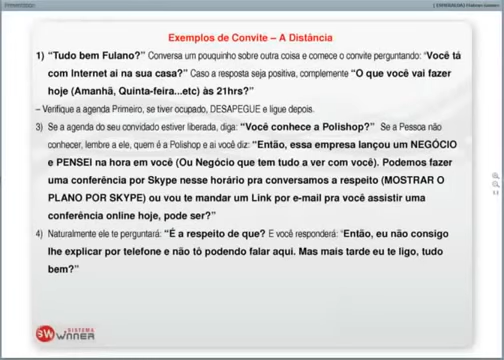 Exemplos de Convite – A Distância
1) “Tudo bem Fulano?” Conversa um pouquinho sobre outra coisa e comece o convite perguntando: “Você tá
com Internet aí na sua casa?” Caso a resposta seja positiva, complemente “O que você vai fazer
hoje (Amanhã, Quinta-feira...etc) às 21hrs?”
– Verifique a agenda Primeiro, se tiver ocupado, DESAPEGUE e ligue depois.
3) Se a agenda do seu convidado estiver liberada, diga: “Você conhece a Polishop?” Se a Pessoa não
conhecer, lembre a ele, quem é a Polishop e aí você diz: “Então, essa empresa lançou um NEGÓCIO
e PENSEI na hora em você (Ou Negócio que tem tudo a ver com você). Podemos fazer
uma conferência por Skype nesse horário pra conversamos a respeito (MOSTRAR O
PLANO POR SKYPE) ou vou te mandar um Link por e-mail pra você assistir uma
conferência online hoje, pode ser?”
4) Naturalmente ele te perguntará: “É a respeito de que? E você responderá: “Então, eu não consigo
lhe explicar por telefone e não tô podendo falar aqui. Mas mais tarde eu te ligo, tudo
bem?”
SISTEMA
WINNER